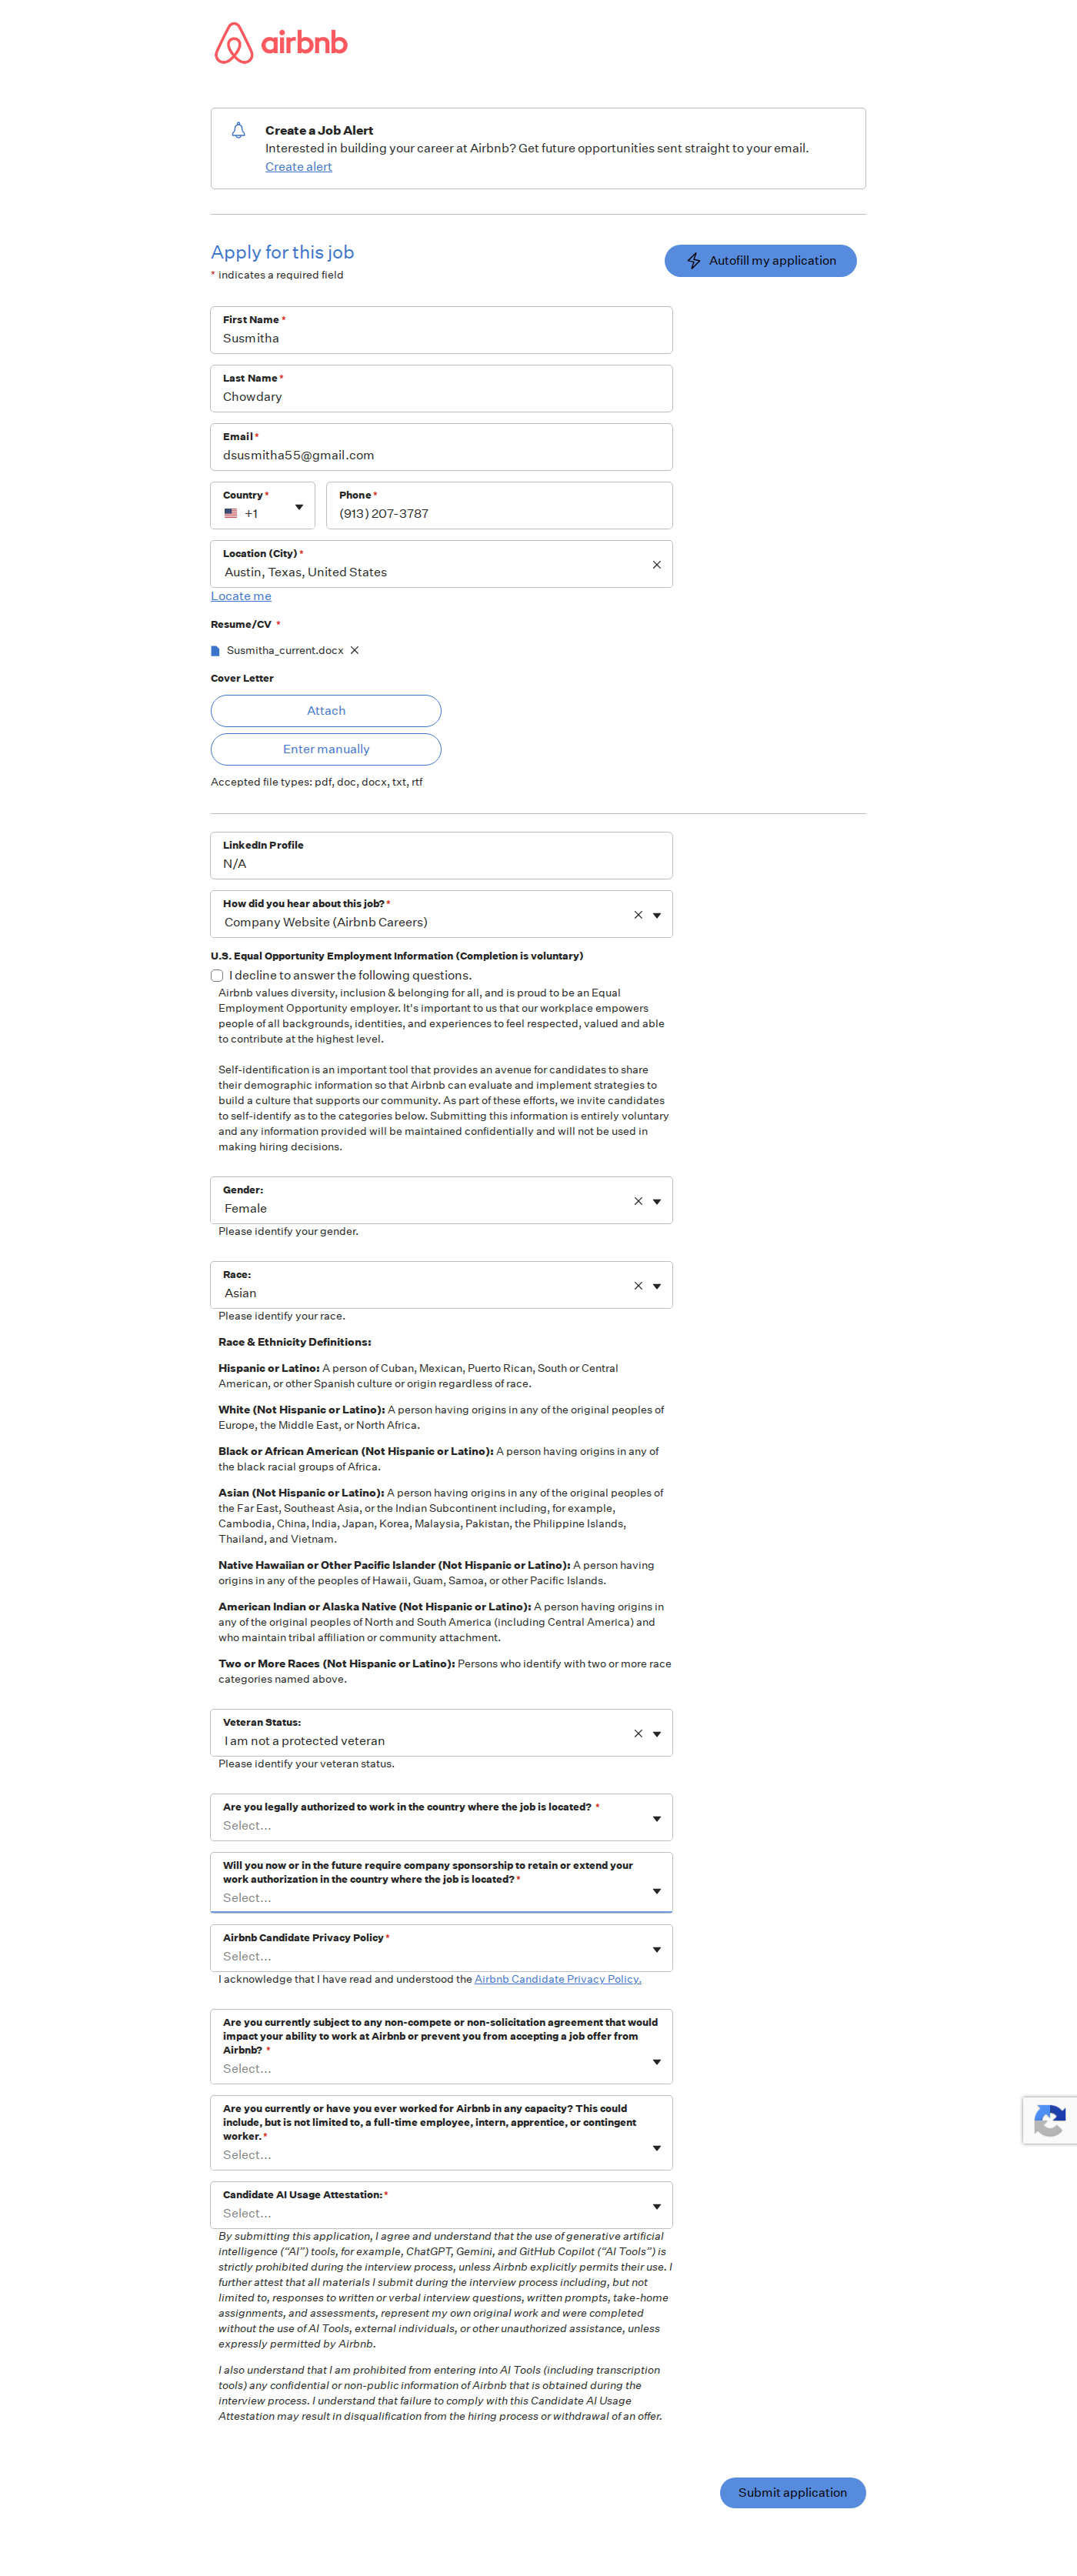 airbnb
Create a Job Alert
Interested in building your career at Airbnb? Get future opportunities sent straight to your email.
Create alert
Apply for this job
* indicates a required field
Autofill my application
First Name *
Susmitha
Last Name *
Chowdary
Email *
dsusmitha55@gmail.com
Country *
+1
Phone *
(913) 207-3787
Location (City) *
Austin, Texas, United States
Locate me
Resume/CV *
Susmitha_current.docx
Cover Letter
Attach
Enter manually
Accepted file types: pdf, doc, docx, txt, rtf
LinkedIn Profile
N/A
How did you hear about this job? *
Company Website (Airbnb Careers)
U.S. Equal Opportunity Employment Information (Completion is voluntary)
I decline to answer the following questions.
Airbnb values diversity, inclusion & belonging for all, and is proud to be an Equal
Employment Opportunity employer. It's important to us that our workplace empowers
people of all backgrounds, identities, and experiences to feel respected, valued and able
to contribute at the highest level.
Self-identification is an important tool that provides an avenue for candidates to share
their demographic information so that Airbnb can evaluate and implement strategies to
build a culture that supports our community. As part of these efforts, we invite candidates
to self-identify as to the categories below. Submitting this information is entirely voluntary
and any information provided will be maintained confidentially and will not be used in
making hiring decisions.
Gender:
Female
Please identify your gender.
Race:
Asian
Please identify your race.
Race & Ethnicity Definitions:
Hispanic or Latino: A person of Cuban, Mexican, Puerto Rican, South or Central
American, or other Spanish culture or origin regardless of race.
White (Not Hispanic or Latino): A person having origins in any of the original peoples of
Europe, the Middle East, or North Africa.
Black or African American (Not Hispanic or Latino): A person having origins in any of
the black racial groups of Africa.
Asian (Not Hispanic or Latino): A person having origins in any of the original peoples of
the Far East, Southeast Asia, or the Indian Subcontinent including, for example,
Cambodia, China, India, Japan, Korea, Malaysia, Pakistan, the Philippine Islands,
Thailand, and Vietnam.
Native Hawaiian or Other Pacific Islander (Not Hispanic or Latino): A person having
origins in any of the peoples of Hawaii, Guam, Samoa, or other Pacific Islands.
American Indian or Alaska Native (Not Hispanic or Latino): A person having origins in
any of the original peoples of North and South America (including Central America) and
who maintain tribal affiliation or community attachment.
Two or More Races (Not Hispanic or Latino): Persons who identify with two or more race
categories named above.
Veteran Status:
I am not a protected veteran
Please identify your veteran status.
Are you legally authorized to work in the country where the job is located? *
Select...
Will you now or in the future require company sponsorship to retain or extend your
work authorization in the country where the job is located? *
Select...
Airbnb Candidate Privacy Policy *
Select...
I acknowledge that I have read and understood the Airbnb Candidate Privacy Policy.
Are you currently subject to any non-compete or non-solicitation agreement that would
impact your ability to work at Airbnb or prevent you from accepting a job offer from
Airbnb? *
Select...
Are you currently or have you ever worked for Airbnb in any capacity? This could
include, but is not limited to, a full-time employee, intern, apprentice, or contingent
worker. *
Select...
Candidate AI Usage Attestation: *
Select...
By submitting this application, I agree and understand that the use of generative artificial
intelligence (“AI”) tools, for example, ChatGPT, Gemini, and GitHub Copilot (“AI Tools”) is
strictly prohibited during the interview process, unless Airbnb explicitly permits their use. I
further attest that all materials I submit during the interview process including, but not
limited to, responses to written or verbal interview questions, written prompts, take-home
assignments, and assessments, represent my own original work and were completed
without the use of AI Tools, external individuals, or other unauthorized assistance, unless
expressly permitted by Airbnb.
I also understand that I am prohibited from entering into AI Tools (including transcription
tools) any confidential or non-public information of Airbnb that is obtained during the
interview process. I understand that failure to comply with this Candidate AI Usage
Attestation may result in disqualification from the hiring process or withdrawal of an offer.
Submit application